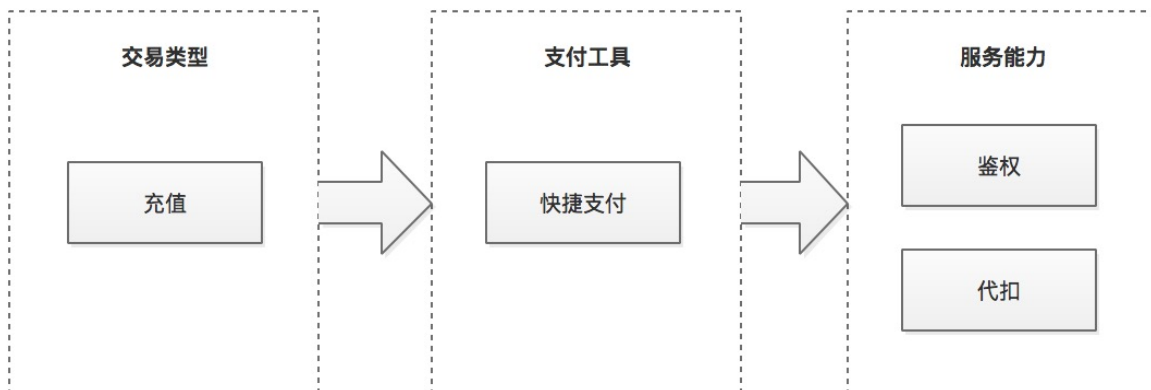 交易类型
充值
支付工具
快捷支付
服务能力
鉴权
代扣